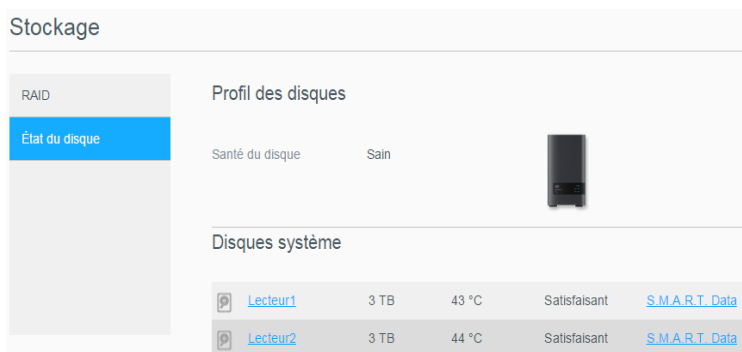 Stockage
RAID
État du disque
Profil des disques
Santé du disque Sain
Disques système
Lecteur1 3 TB 43 °C Satisfaisant S.M.A.R.T. Data
Lecteur2 3 TB 44 °C Satisfaisant S.M.A.R.T. Data